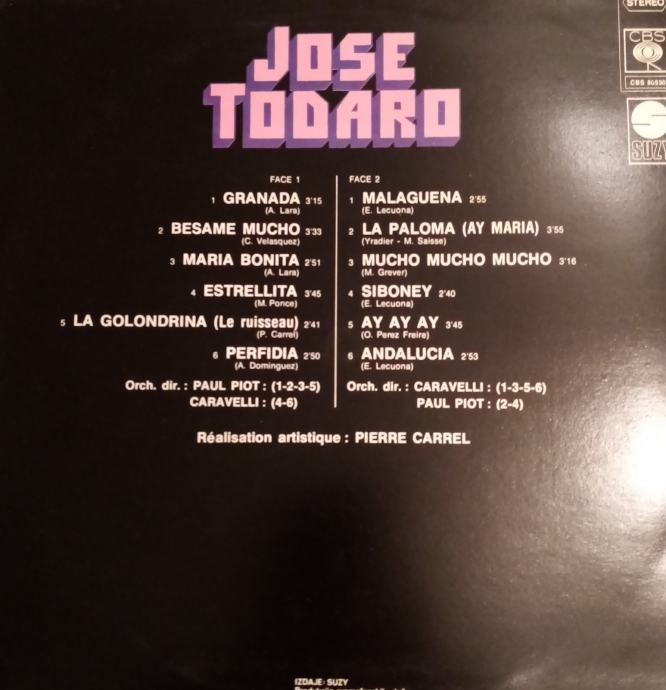 STEREO
CBS
CBS
SUZY
JOSE
TODARO
FACE 1
1 GRANADA 3'15
(A. Lara)
2 BESAME MUCHO 3'33
(C. Velasquez)
3 MARIA BONITA 2'51
(A. Lara)
4 ESTRELLITA 3'45
(M. Ponce)
5 LA GOLONDRINA (Le ruisseau) 2'41
(P. Carrel)
6 PERFIDIA 2'50
(A. Dominguez)
Orch. dir. : PAUL PIOT : (1-2-3-5)
CARAVELLI : (4-6)
FACE 2
1 MALAGUENA 2'55
(E. Lecuona)
2 LA PALOMA (AY MARIA) 3'55
(Yradier - M. Saisse)
3 MUCHO MUCHO MUCHO 3'16
(M. Grever)
4 SIBONEY 2'40
(E. Lecuona)
5 AY AY AY 3'45
(O. Perez Freire)
6 ANDALUCIA 2'53
(E. Lecuona)
Orch. dir. : CARAVELLI : (1-3-5-6)
PAUL PIOT : (2-4)
Réalisation artistique : PIERRE CARREL
IZDAJE: SUZY